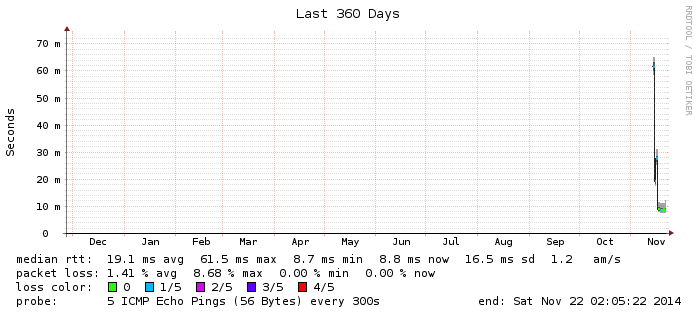 Last 360 Days
RRDTOOL / TOBI OETIKER
Seconds
70 m
60 m
50 m
40 m
30 m
20 m
10 m
0
Dec Jan Feb Mar Apr May Jun Jul Aug Sep Oct Nov
median rtt: 19.1 ms avg 61.5 ms max 8.7 ms min 8.8 ms now 16.5 ms sd 1.2 am/s
packet loss: 1.41 % avg 8.68 % max 0.00 % min 0.00 % now
loss color: 0 1/5 2/5 3/5 4/5
probe: 5 ICMP Echo Pings (56 Bytes) every 300s end: Sat Nov 22 02:05:22 2014